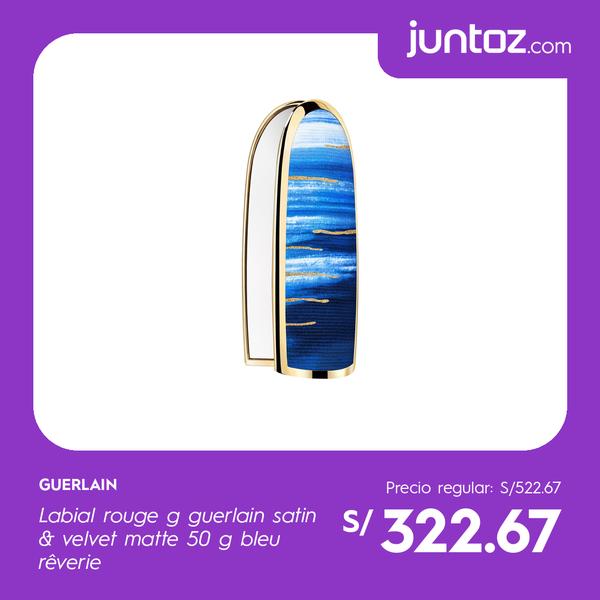 juntoz.com
GUERLAIN
Labial rouge g guerlain satin
& velvet matte 50 g bleu
rêverie
Precio regular: S/522.67
S/322.67